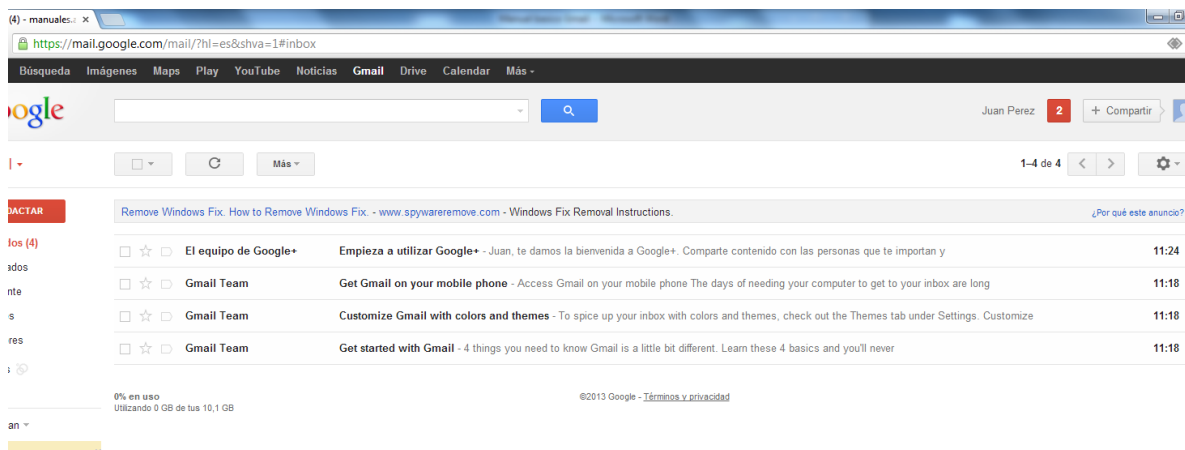 (4) - manuales.c ×
Manual basico Gmail - Microsoft Word
https://mail.google.com/mail/?hl=es&shva=1#inbox
Búsqueda Imágenes Maps Play YouTube Noticias Gmail Drive Calendar Más
ogle
Juan Perez 2 + Compartir
Más
1–4 de 4
DACTAR
Remove Windows Fix. How to Remove Windows Fix. - www.spywareremove.com - Windows Fix Removal Instructions.
¿Por qué este anuncio?
dos (4)
El equipo de Google+ Empieza a utilizar Google+ - Juan, te damos la bienvenida a Google+. Comparte contenido con las personas que te importan y 11:24
ados
Gmail Team Get Gmail on your mobile phone - Access Gmail on your mobile phone The days of needing your computer to get to your inbox are long 11:18
nte
s
Gmail Team Customize Gmail with colors and themes - To spice up your inbox with colors and themes, check out the Themes tab under Settings. Customize 11:18
res
Gmail Team Get started with Gmail - 4 things you need to know Gmail is a little bit different. Learn these 4 basics and you'll never 11:18
s
0% en uso
Utilizando 0 GB de tus 10,1 GB
©2013 Google - Términos y privacidad
an